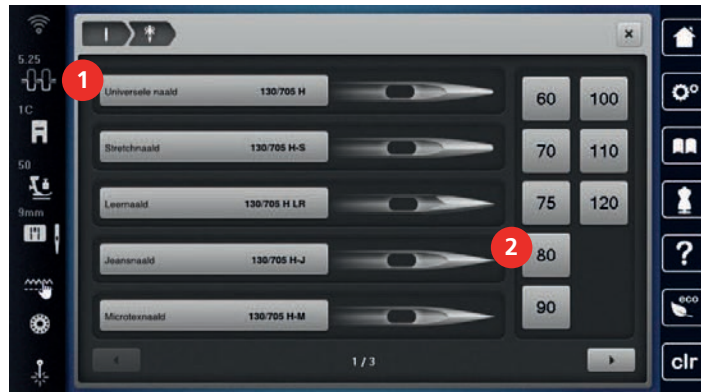 5.25
1C
50
9mm
1
Universele naald 130/705 H
Stretchnaald 130/705 H-S
Leernaald 130/705 H LR
Jeansnaald 130/705 H-J
Microtexnaald 130/705 H-M
60 100
70 110
75 120
2
80
90
1 / 3
?
eco
clr